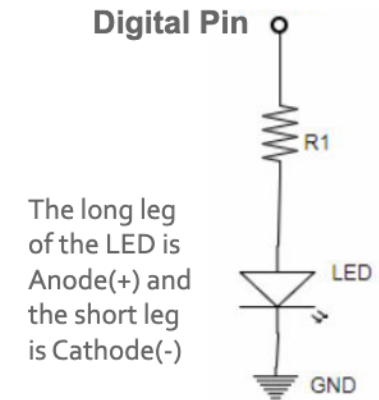 Digital Pin
R1
The long leg
of the LED is
Anode(+) and
the short leg
is Cathode(-)
LED
GND